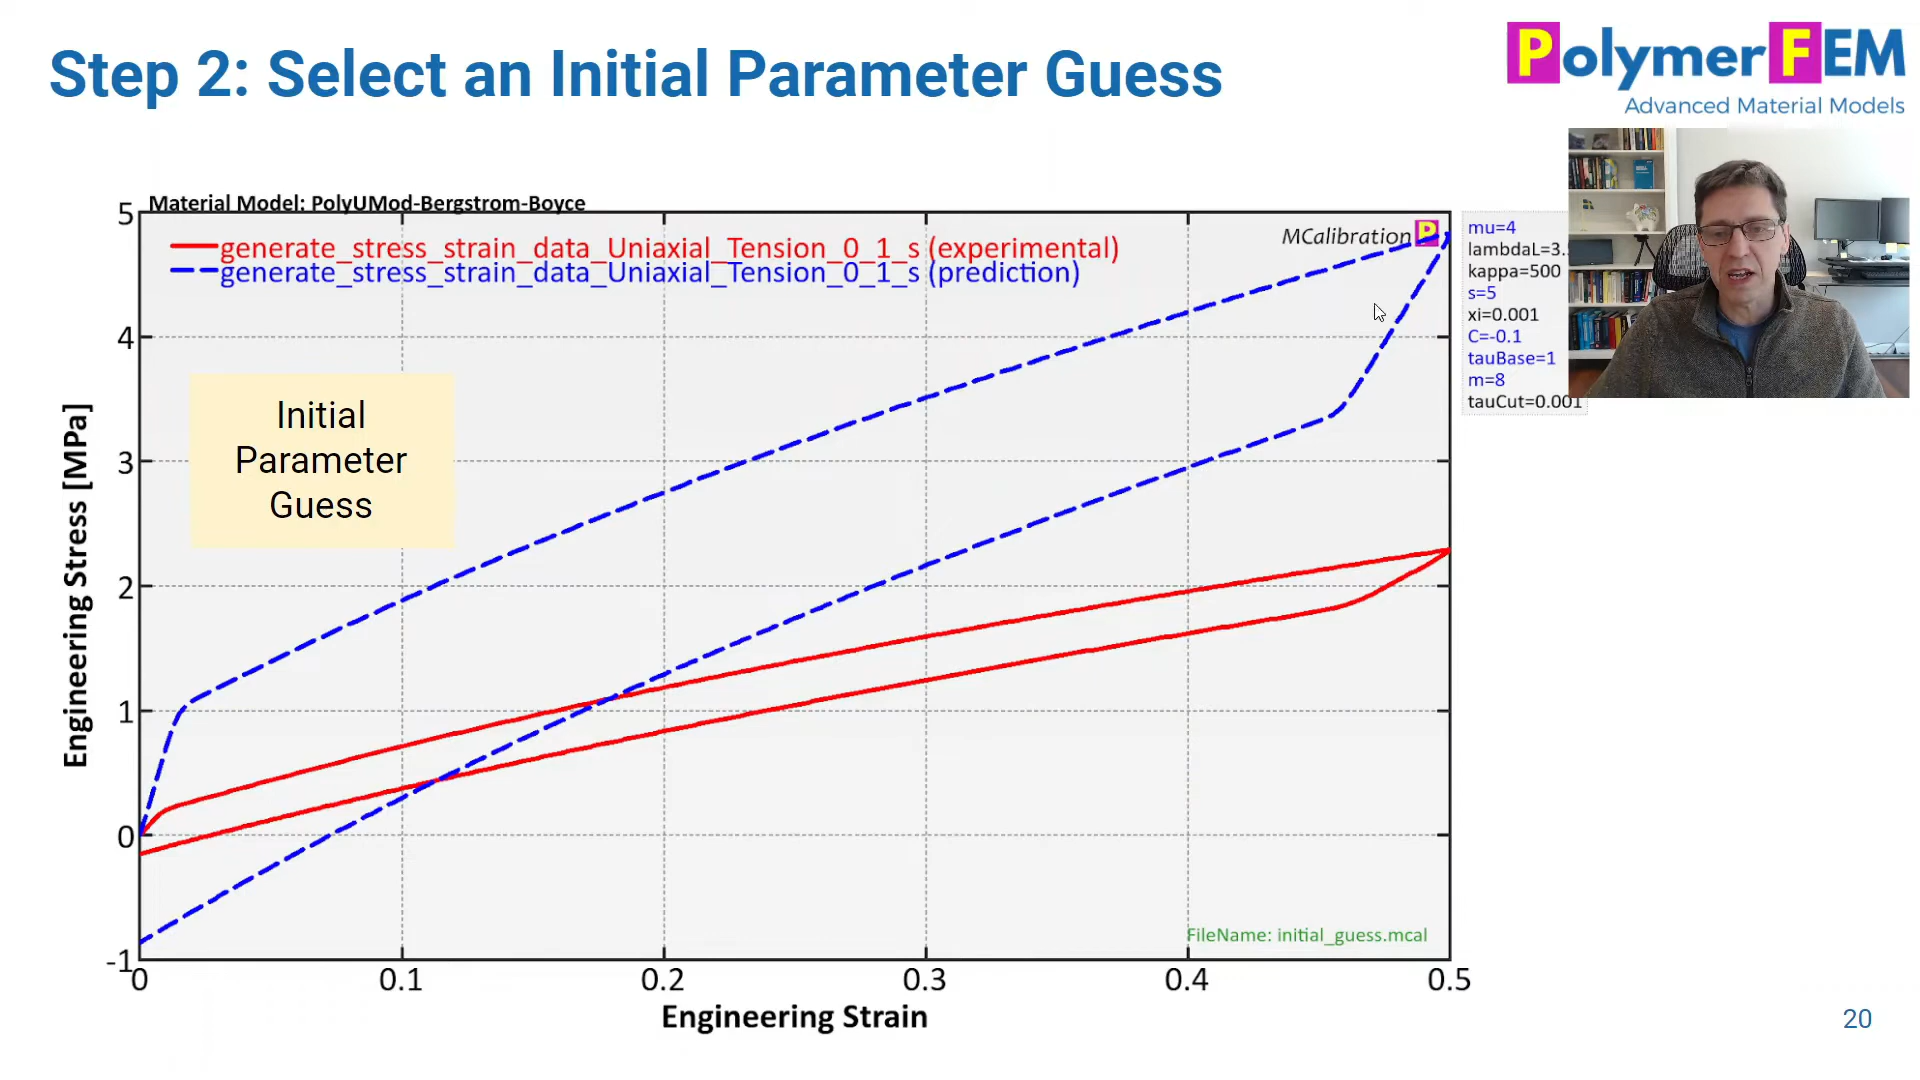 Step 2: Select an Initial Parameter Guess
PolymerFEM
Advanced Material Models
Material Model: PolyUMod-Bergstrom-Boyce
generate_stress_strain_data_Uniaxial_Tension_0_1_s (experimental)
generate_stress_strain_data_Uniaxial_Tension_0_1_s (prediction)
MCalibration P
mu=4
lambdaL=3.
kappa=500
s=5
xi=0.001
C=-0.1
tauBase=1
m=8
tauCut=0.001
Initial
Parameter
Guess
Engineering Stress [MPa]
5
4
3
2
1
0
-1
FileName: initial_guess.mcal
0 0.1 0.2 0.3 0.4 0.5
Engineering Strain
20